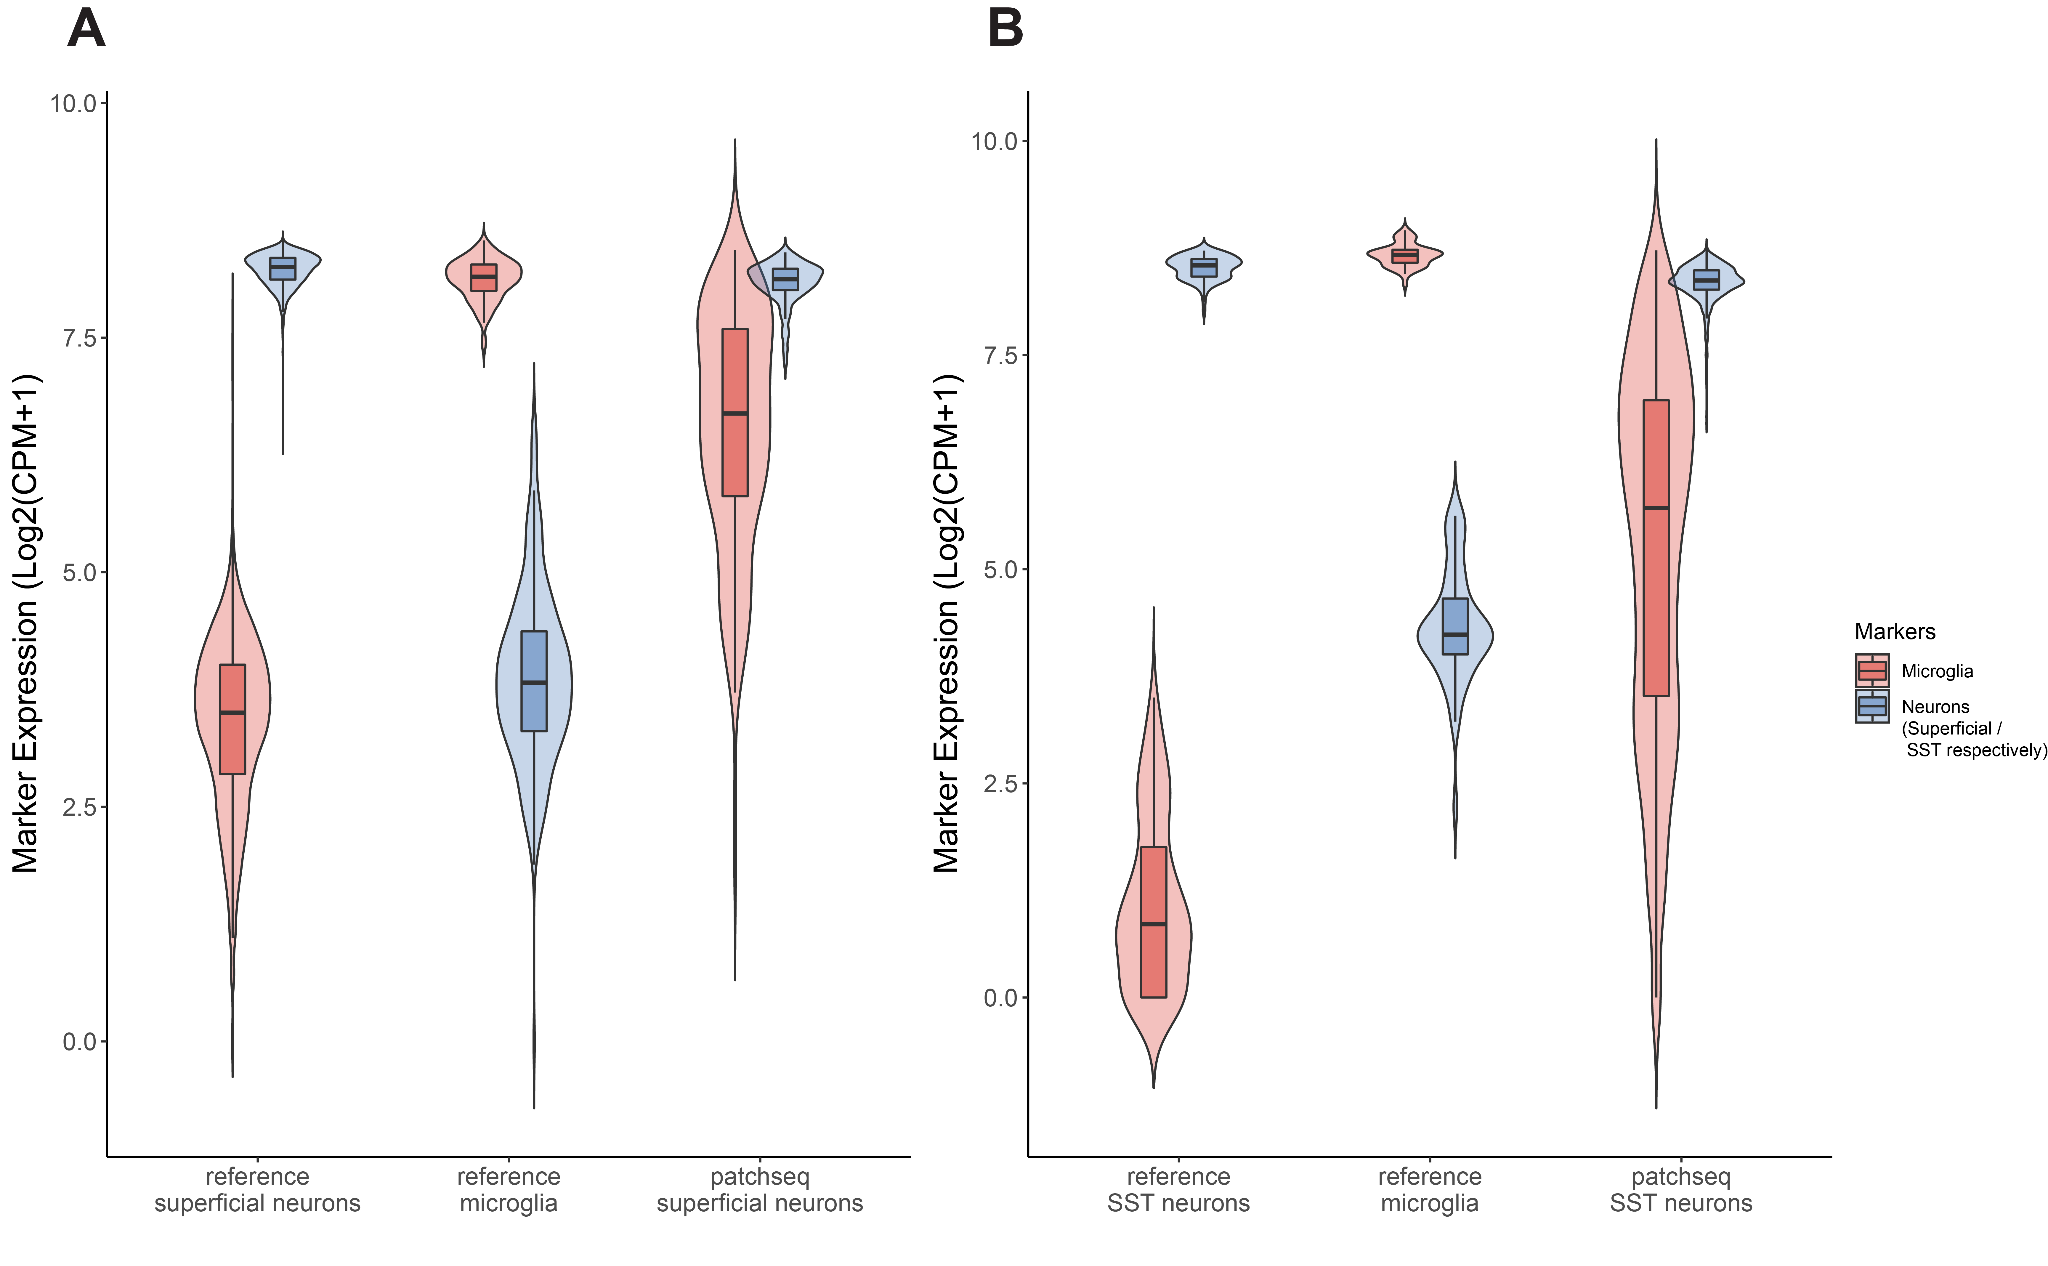 A
B
Marker Expression (Log2(CPM+1)
10.0
7.5
5.0
2.5
0.0
reference
superficial neurons
reference
microglia
patchseq
superficial neurons
Marker Expression (Log2(CPM+1)
10.0
7.5
5.0
2.5
0.0
reference
SST neurons
reference
microglia
patchseq
SST neurons
Markers
Microglia
Neurons
(Superficial /
SST respectively)